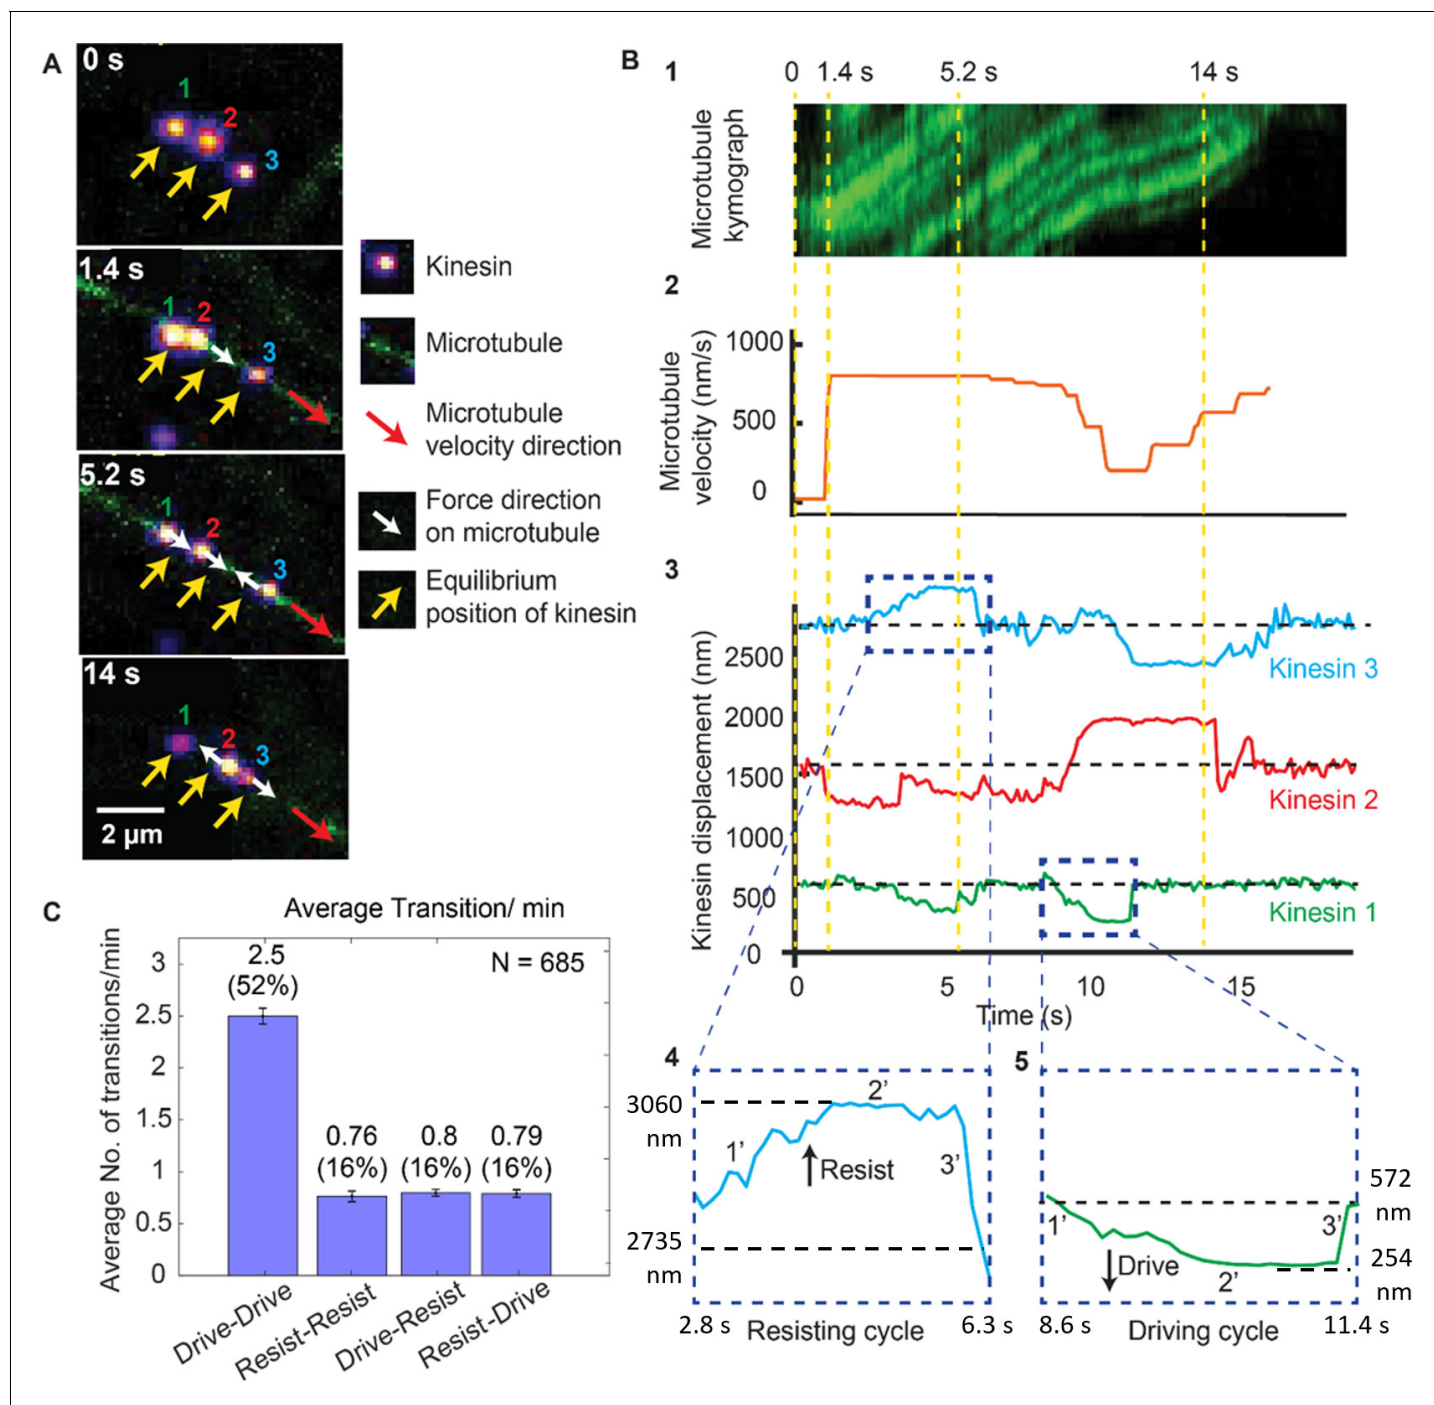 A
0 s
1
2
3
1.4 s
1
2
3
5.2 s
1
2
3
14 s
1
2
3
2 µm
Kinesin
Microtubule
Microtubule
velocity direction
Force direction
on microtubule
Equilibrium
position of kinesin
B
1
0 1.4 s 5.2 s 14 s
Microtubule
kymograph
2
Microtubule
velocity (nm/s)
1000
500
0
3
Kinesin displacement (nm)
2500
2000
1500
1000
500
0
Kinesin 3
Kinesin 2
Kinesin 1
0 5 10 15
Time (s)
4
3060
nm
2735
nm
1’
2’
3’
Resist
2.8 s Resisting cycle 6.3 s
5
572
nm
254
nm
1’
2’
3’
Drive
8.6 s Driving cycle 11.4 s
C
Average Transition/ min
N = 685
Average No. of transitions/min
3
2.5
2
1.5
1
0.5
0
2.5
(52%)
0.76
(16%)
0.8
(16%)
0.79
(16%)
Drive-Drive
Resist-Resist
Drive-Resist
Resist-Drive